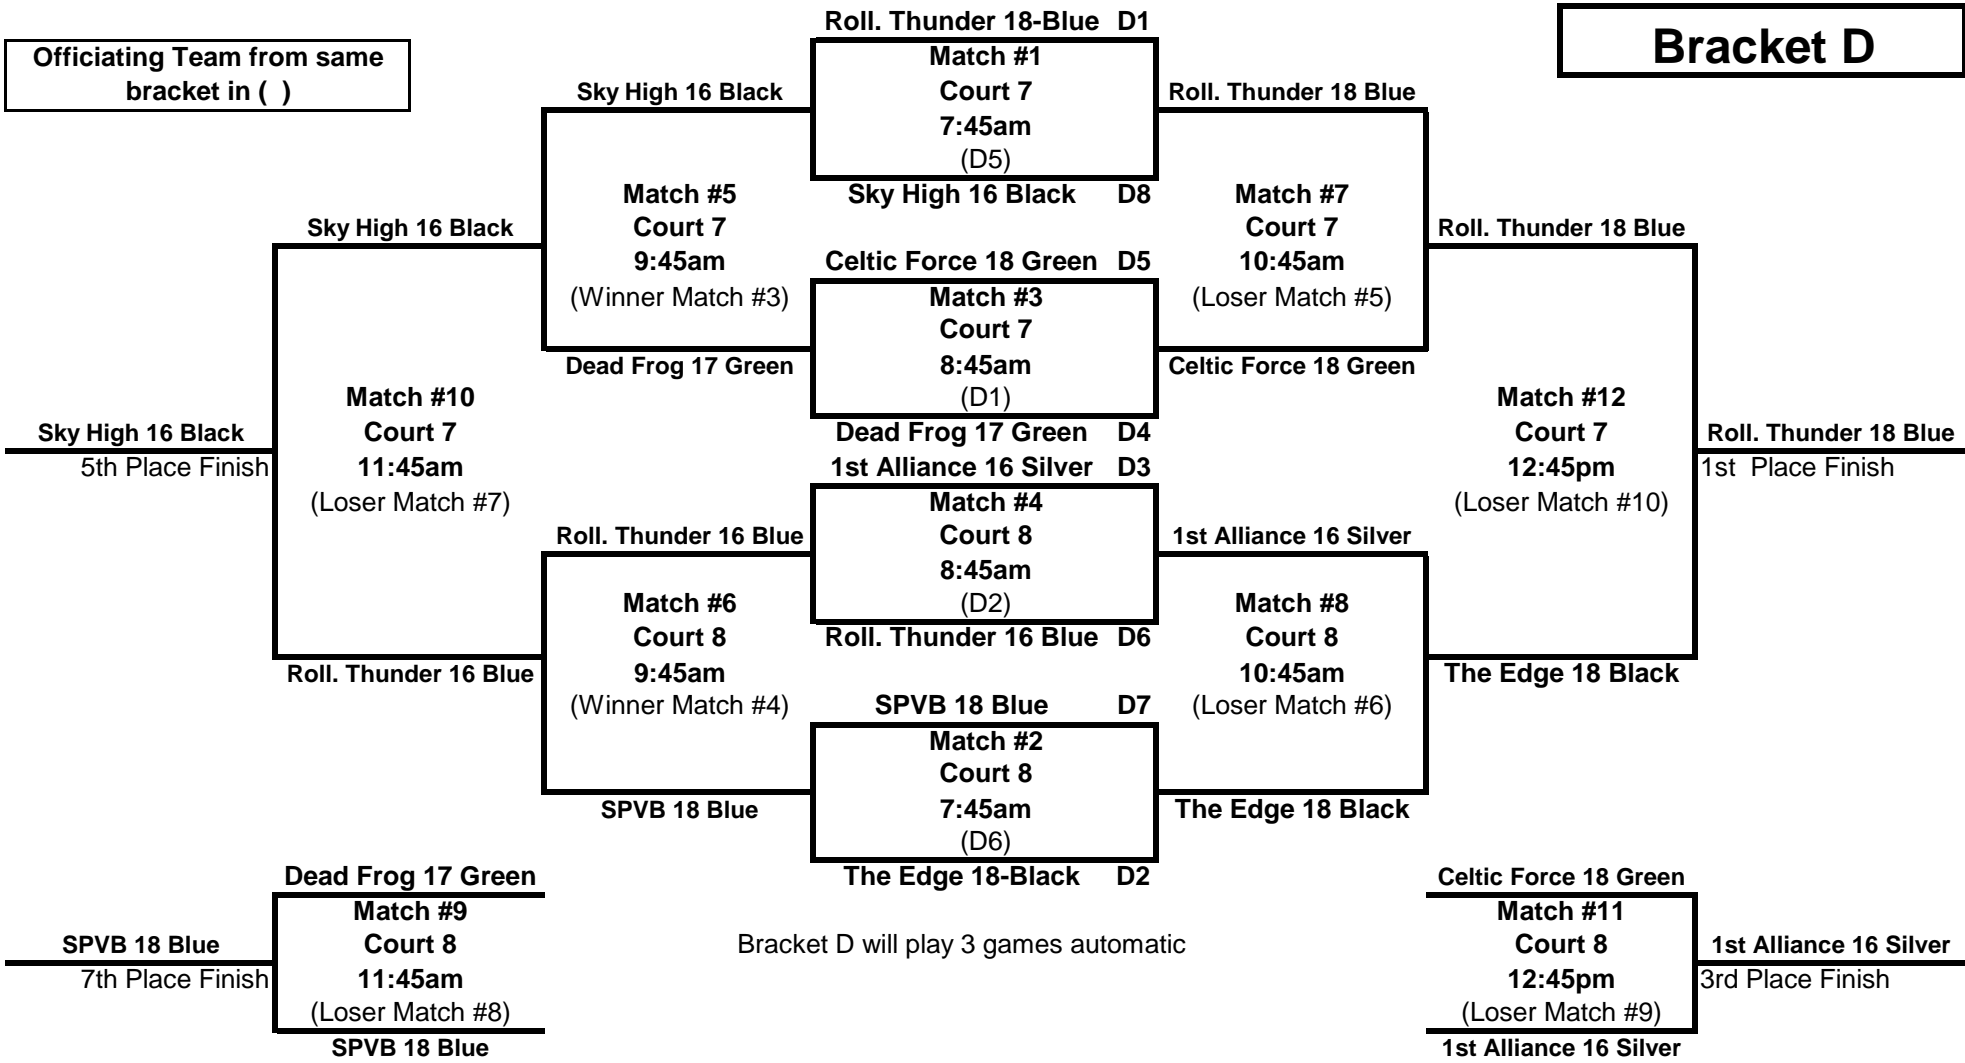 Roll. Thunder 18-Blue D1
Bracket D
Officiating Team from same
bracket in ( )
Match #1
Court 7
7:45am
(D5)
Sky High 16 Black
Roll. Thunder 18 Blue
Sky High 16 Black D8
Match #5
Court 7
9:45am
(Winner Match #3)
Match #7
Court 7
10:45am
(Loser Match #5)
Sky High 16 Black
Roll. Thunder 18 Blue
Celtic Force 18 Green D5
Match #3
Court 7
8:45am
(D1)
Dead Frog 17 Green
Celtic Force 18 Green
Dead Frog 17 Green D4
Match #10
Court 7
11:45am
(Loser Match #7)
Match #12
Court 7
12:45pm
(Loser Match #10)
Sky High 16 Black
5th Place Finish
Roll. Thunder 18 Blue
1st  Place Finish
1st Alliance 16 Silver D3
Match #4
Court 8
8:45am
(D2)
Roll. Thunder 16 Blue
1st Alliance 16 Silver
Roll. Thunder 16 Blue D6
Match #6
Court 8
9:45am
(Winner Match #4)
Match #8
Court 8
10:45am
(Loser Match #6)
Roll. Thunder 16 Blue
The Edge 18 Black
SPVB 18 Blue D7
Match #2
Court 8
7:45am
(D6)
SPVB 18 Blue
The Edge 18 Black
The Edge 18-Black D2
Dead Frog 17 Green
Match #9
Court 8
11:45am
(Loser Match #8)
SPVB 18 Blue
SPVB 18 Blue
7th Place Finish
Bracket D will play 3 games automatic
Celtic Force 18 Green
Match #11
Court 8
12:45pm
(Loser Match #9)
1st Alliance 16 Silver
1st Alliance 16 Silver
3rd Place Finish